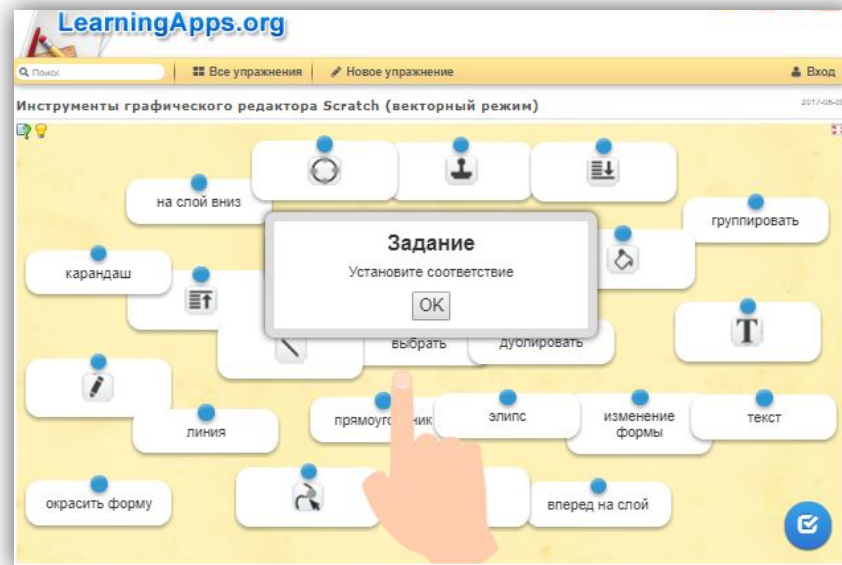 LearningApps.org
Поиск
Все упражнения
Новое упражнение
Вход
Инструменты графического редактора Scratch (векторный режим)
на слой вниз
группировать
Задание
Установите соответствие
OK
карандаш
T
выбрать
дублировать
линия
элипс
изменение
формы
текст
окрасить форму
вперед на слой